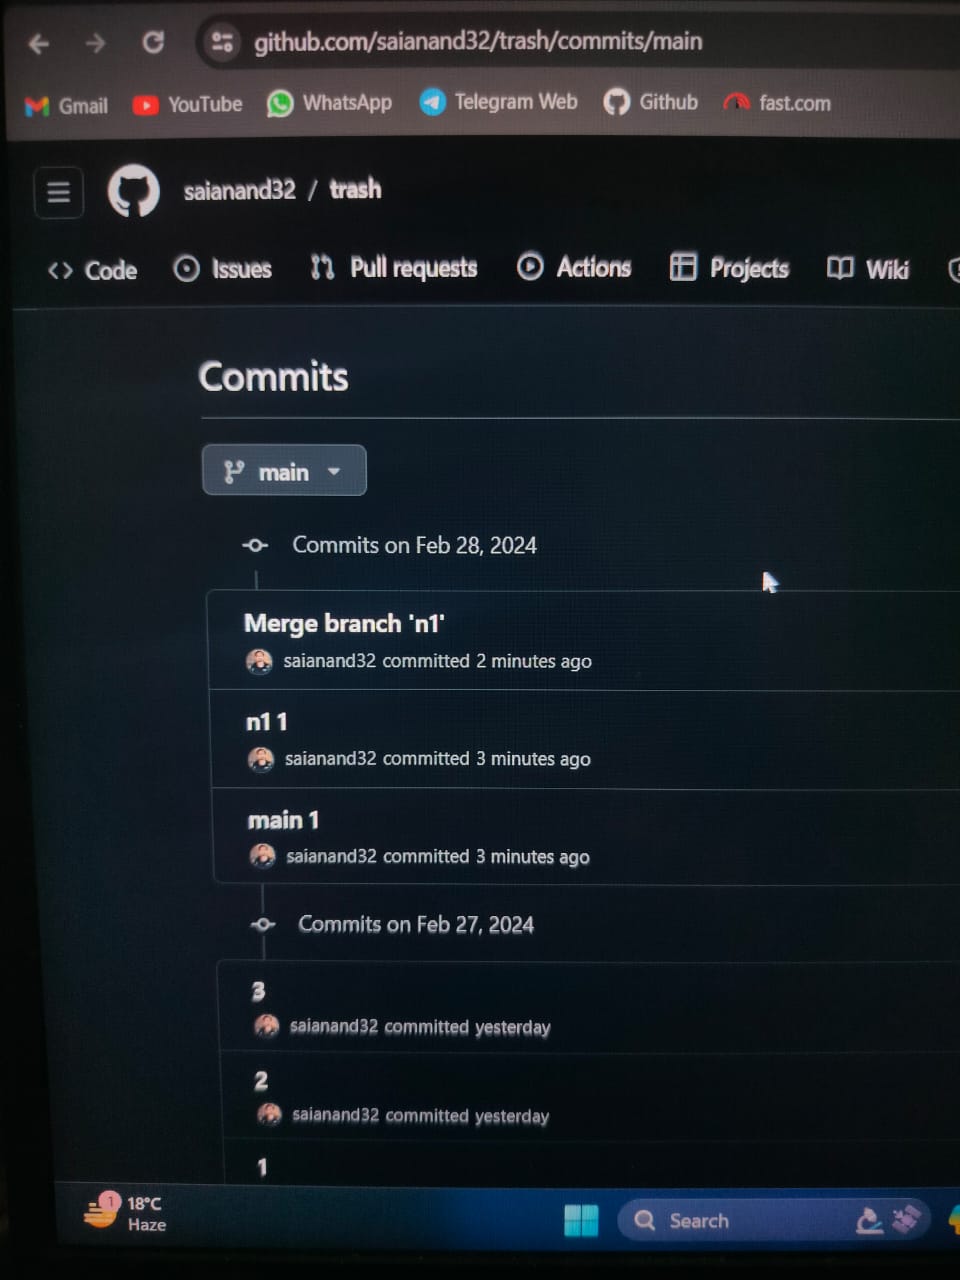 github.com/saianand32/trash/commits/main
Gmail YouTube WhatsApp Telegram Web Github fast.com
saianand32 / trash
Code Issues Pull requests Actions Projects Wiki
Commits
main
Commits on Feb 28, 2024
Merge branch 'n1'
saianand32 committed 2 minutes ago
n1 1
saianand32 committed 3 minutes ago
main 1
saianand32 committed 3 minutes ago
Commits on Feb 27, 2024
3
saianand32 committed yesterday
2
saianand32 committed yesterday
1
1 18°C
Haze
Search